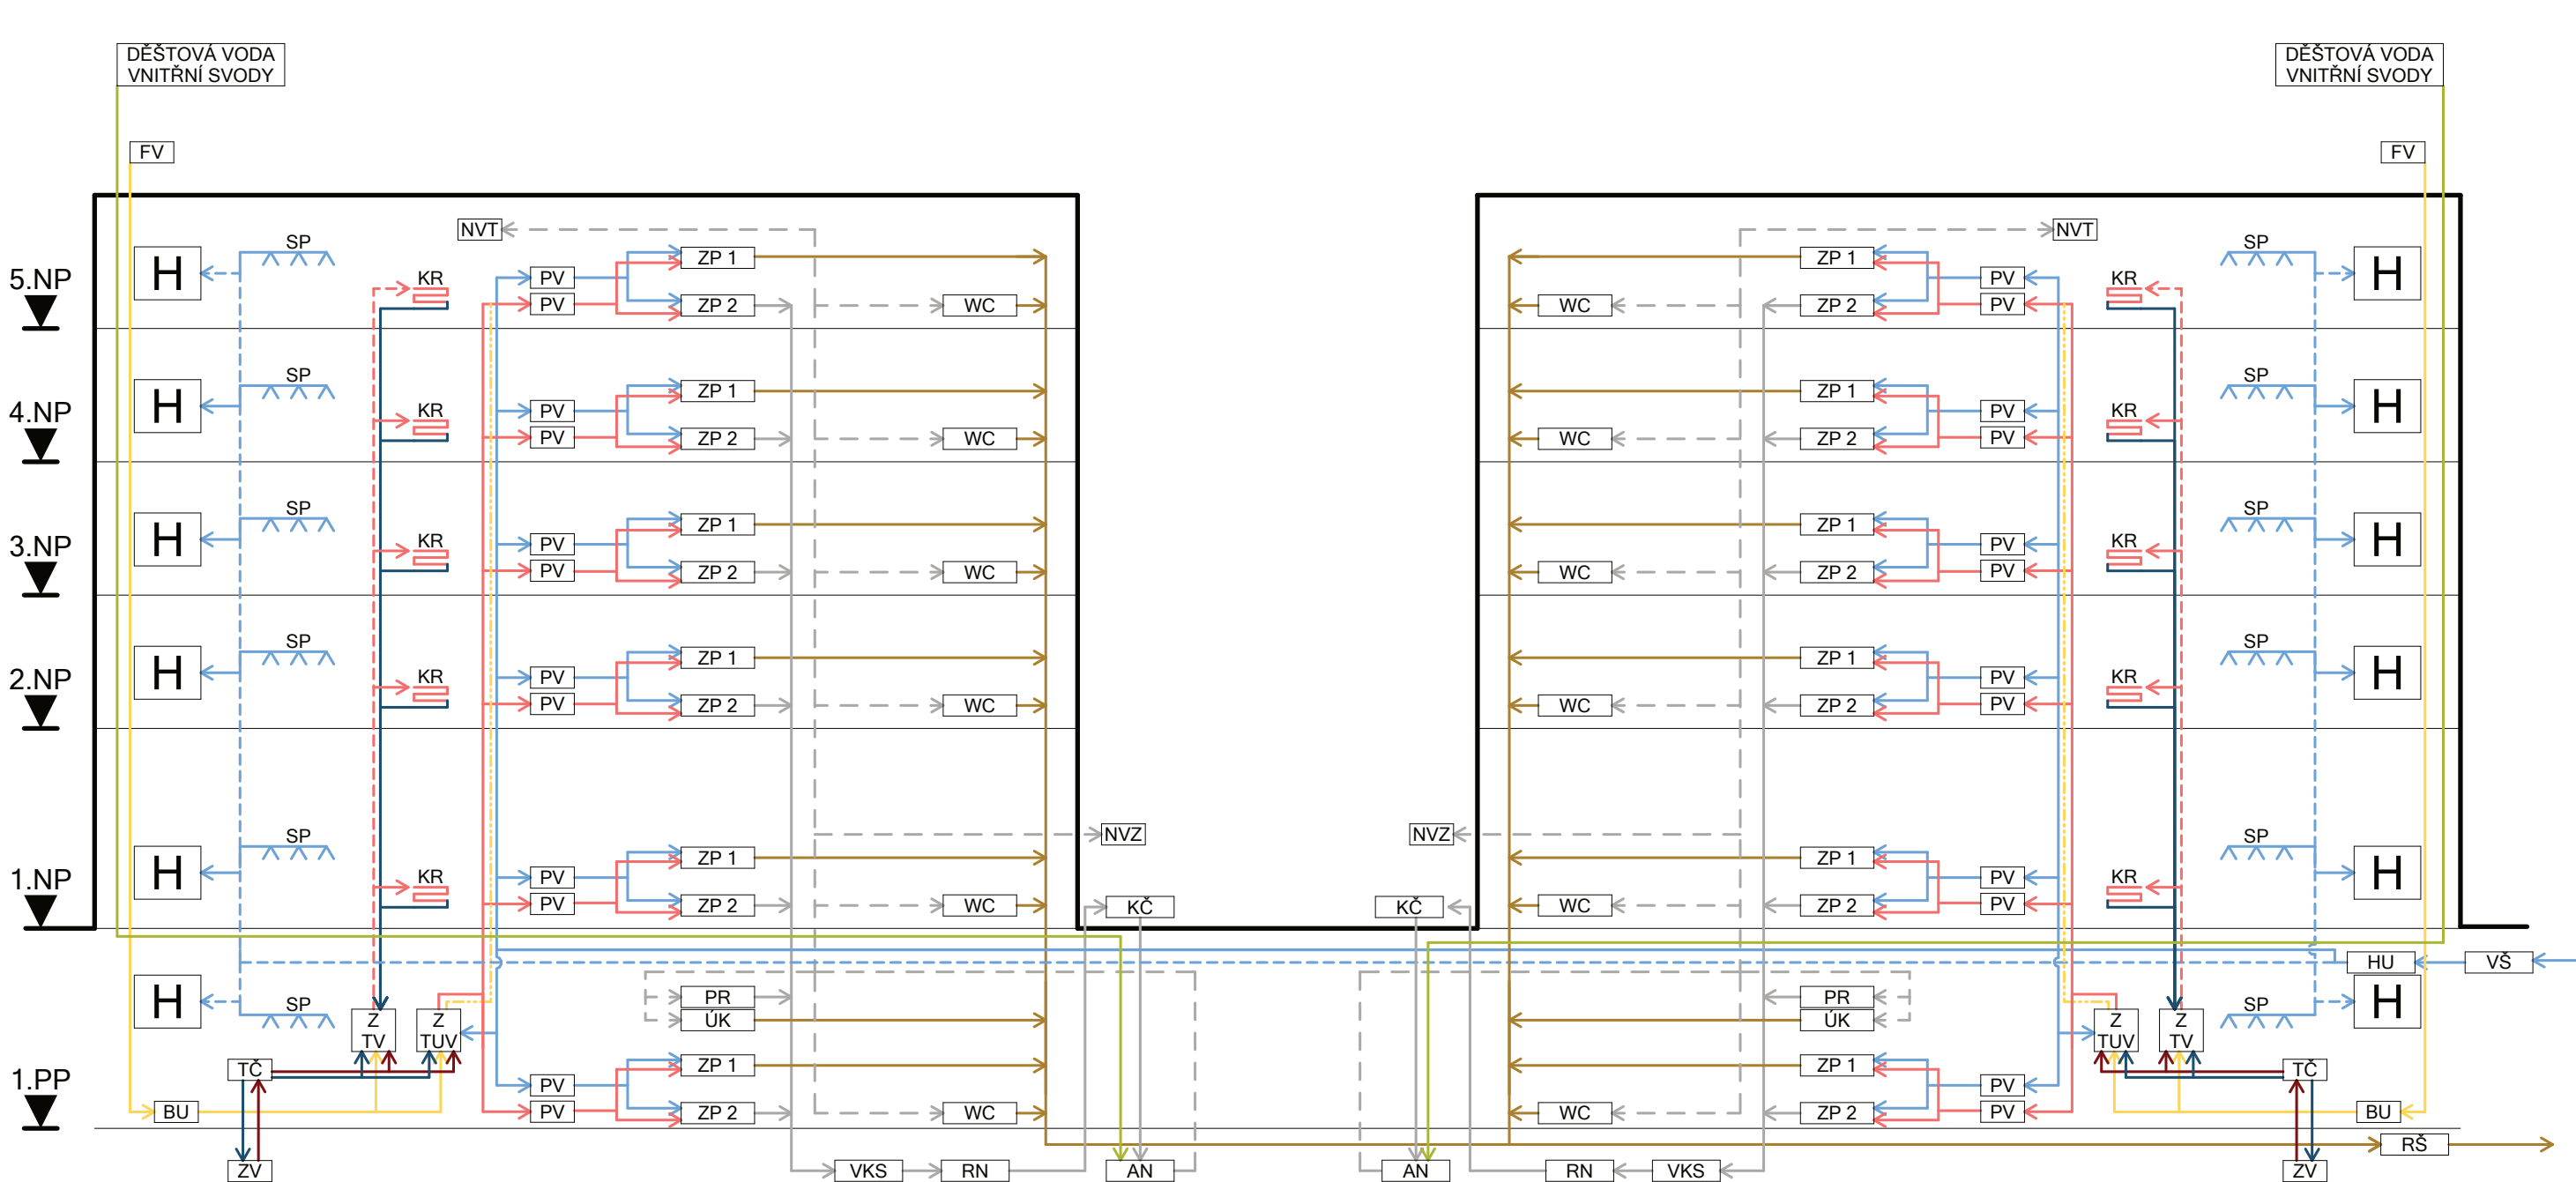 DĚŠTOVÁ VODA
VNITŘNÍ SVODY
DĚŠTOVÁ VODA
VNITŘNÍ SVODY
FV
FV
NVT
NVT
5.NP
H
SP
KR
PV
PV
ZP 1
ZP 2
WC
WC
ZP 1
ZP 2
PV
PV
KR
SP
H
4.NP
H
SP
KR
PV
PV
ZP 1
ZP 2
WC
WC
ZP 1
ZP 2
PV
PV
KR
SP
H
3.NP
H
SP
KR
PV
PV
ZP 1
ZP 2
WC
WC
ZP 1
ZP 2
PV
PV
KR
SP
H
2.NP
H
SP
KR
PV
PV
ZP 1
ZP 2
WC
WC
ZP 1
ZP 2
PV
PV
KR
SP
H
NVZ
NVZ
1.NP
H
SP
KR
PV
PV
ZP 1
ZP 2
WC
KČ
KČ
WC
ZP 1
ZP 2
PV
PV
KR
SP
H
HU
VŠ
H
SP
Z
TV
Z
TUV
PR
ÚK
PR
ÚK
Z
TUV
Z
TV
SP
H
1.PP
TČ
BU
PV
PV
ZP 1
ZP 2
WC
WC
ZP 1
ZP 2
PV
PV
TČ
BU
RŠ
ZV
VKS
RN
AN
AN
RN
VKS
ZV